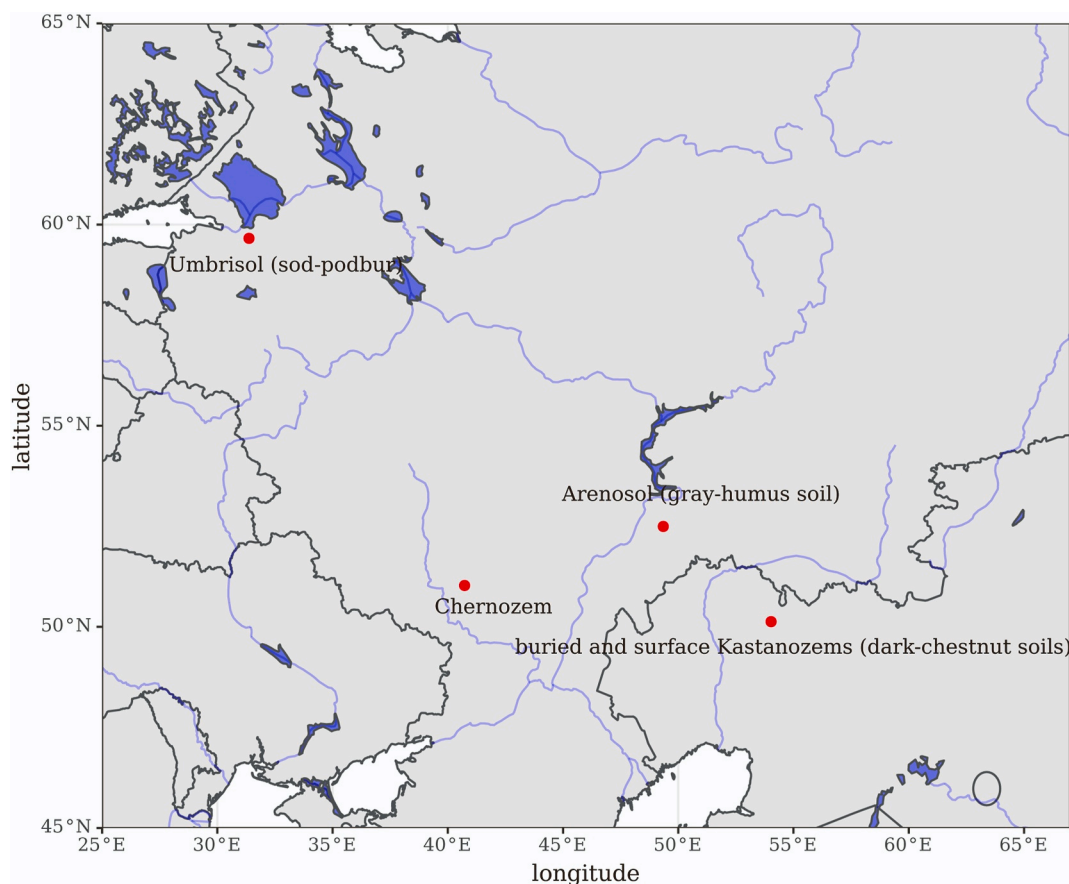 65°N
60°N
Umbrisol (sod-podbur)
55°N
Arenosol (gray-humus soil)
Chernozem
50°N
buried and surface Kastanozems (dark-chestnut soils)
45°N
25°E 30°E 35°E 40°E 45°E 50°E 55°E 60°E 65°E
longitude
latitude